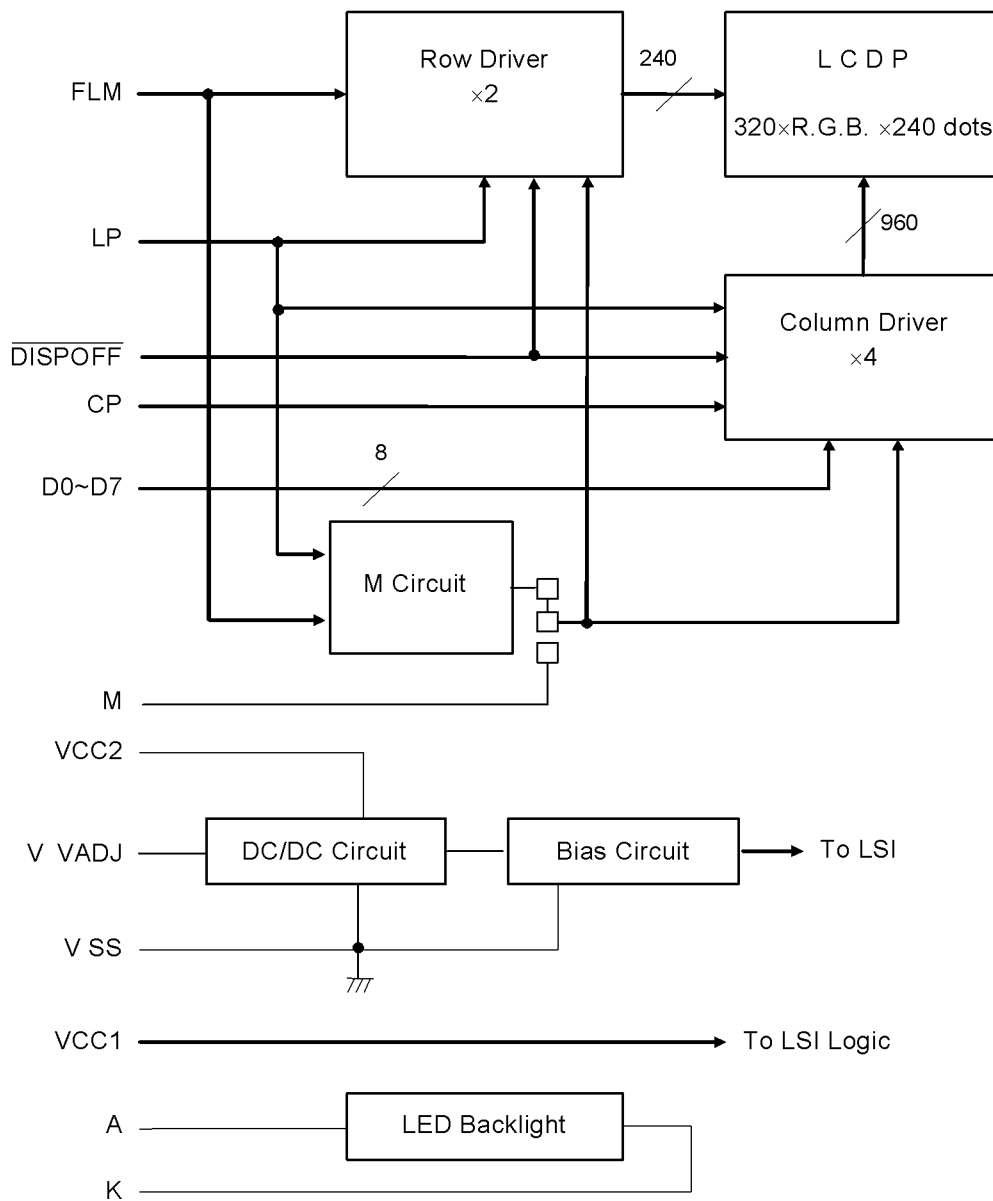 Row Driver
×2
240
L C D P
320×R.G.B. ×240 dots
FLM
LP
960
Column Driver
×4
DISPOFF
CP
8
D0~D7
M Circuit
M
VCC2
V VADJ
DC/DC Circuit
Bias Circuit
To LSI
V SS
VCC1
To LSI Logic
A
LED Backlight
K